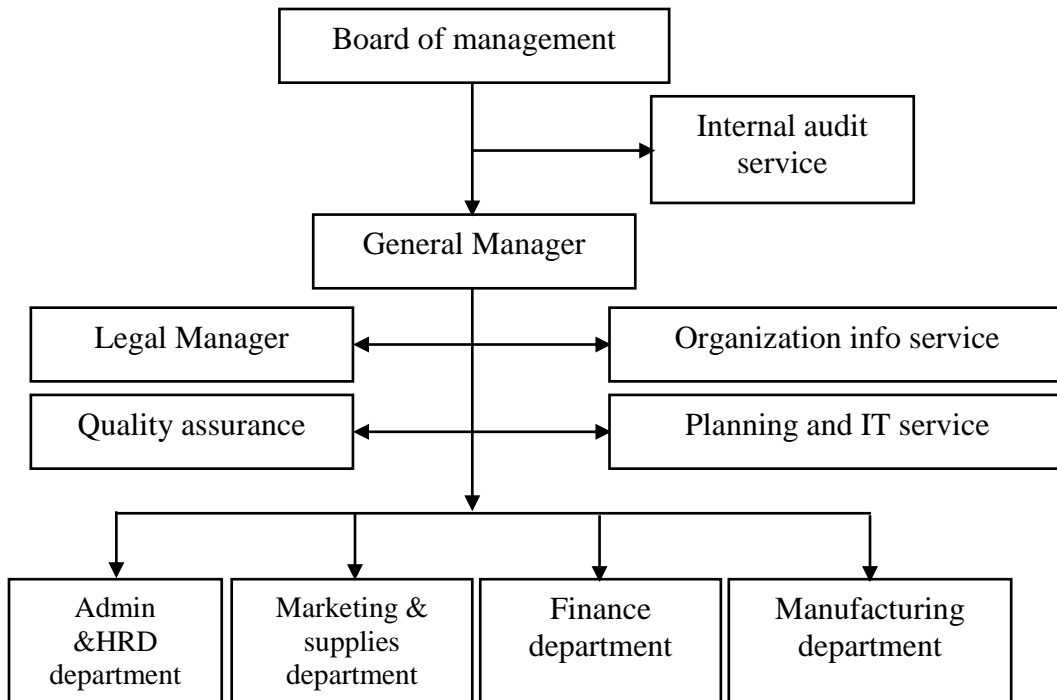 Board of management
Internal audit
service
General Manager
Legal Manager
Organization info service
Quality assurance
Planning and IT service
Admin
&HRD
department
Marketing &
supplies
department
Finance
department
Manufacturing
department